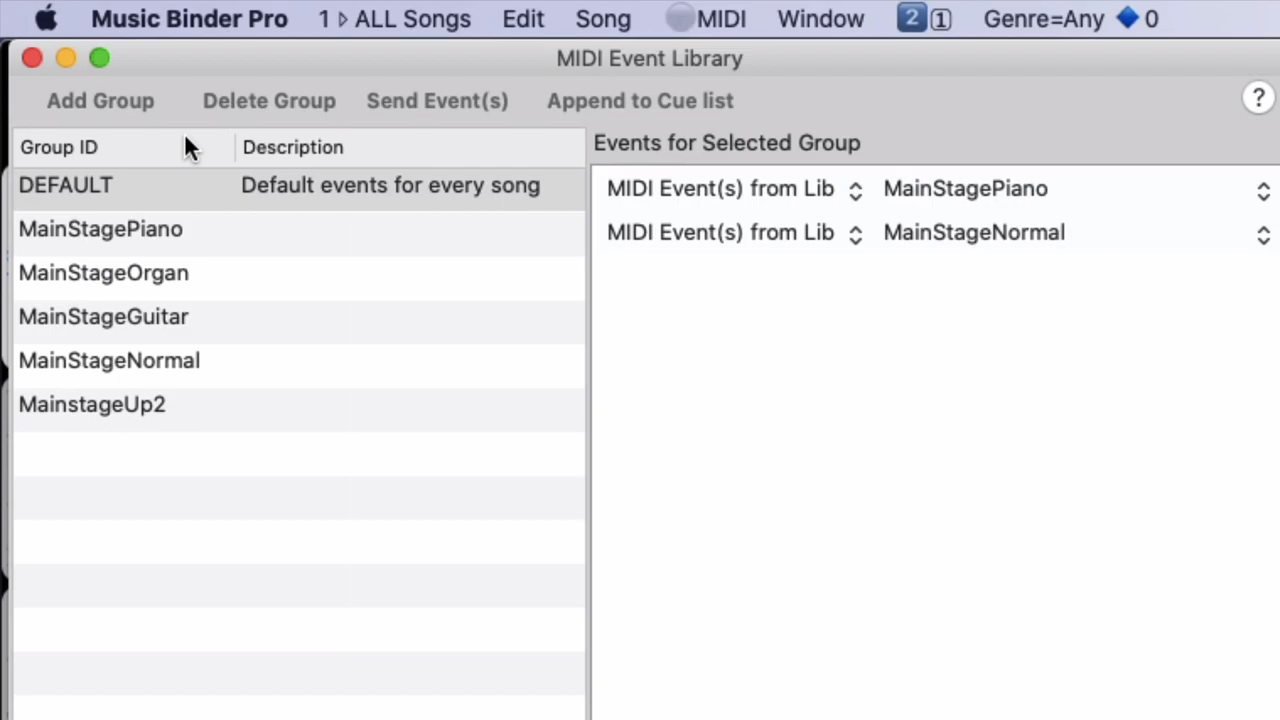 Music Binder Pro 1 ▷ ALL Songs Edit Song MIDI Window 2 1 Genre=Any 0
MIDI Event Library
Add Group Delete Group Send Event(s) Append to Cue list ?
Group ID Description
Events for Selected Group
DEFAULT Default events for every song
MainStagePiano
MainStageOrgan
MainStageGuitar
MainStageNormal
MainstageUp2
MIDI Event(s) from Lib MainStagePiano
MIDI Event(s) from Lib MainStageNormal